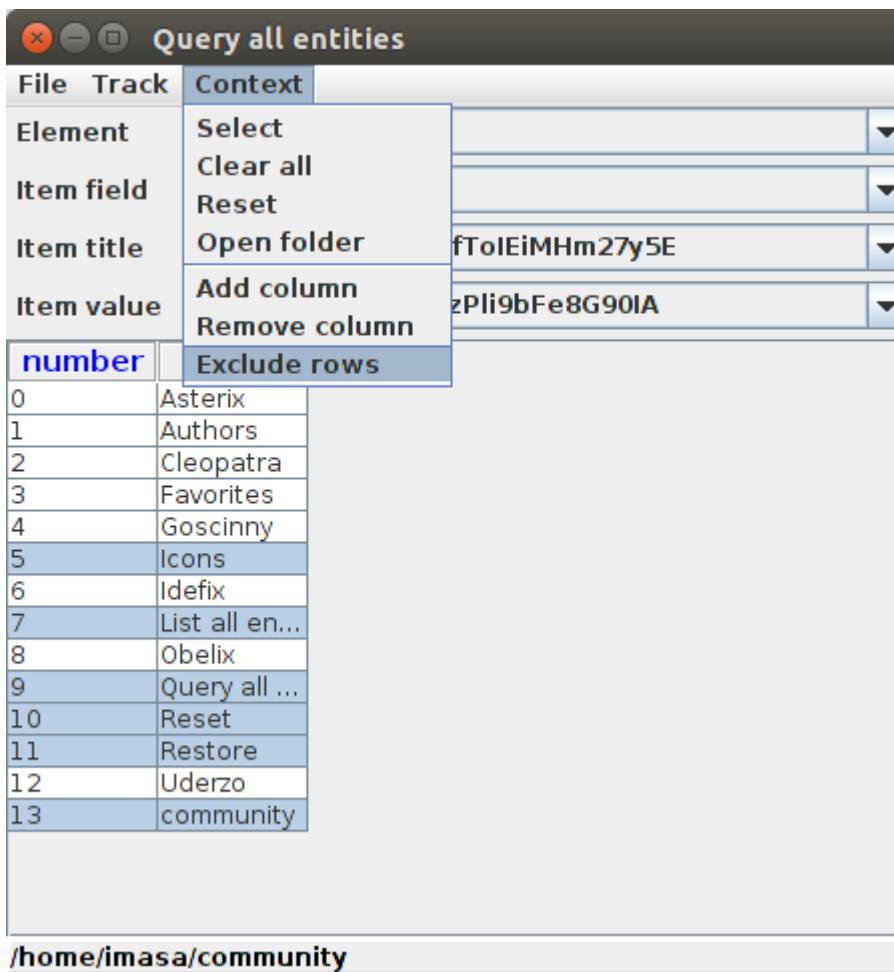 Query all entities
File Track Context
Element
Select
Clear all
Item field
Reset
Item title
Open folder
fToIEiMHm27y5E
Add column
Item value
zPli9bFe8G90IA
Remove column
number
Exclude rows
0 Asterix
1 Authors
2 Cleopatra
3 Favorites
4 Goscinny
5 Icons
6 Idefix
7 List all en...
8 Obelix
9 Query all ...
10 Reset
11 Restore
12 Uderzo
13 community
/home/imasa/community